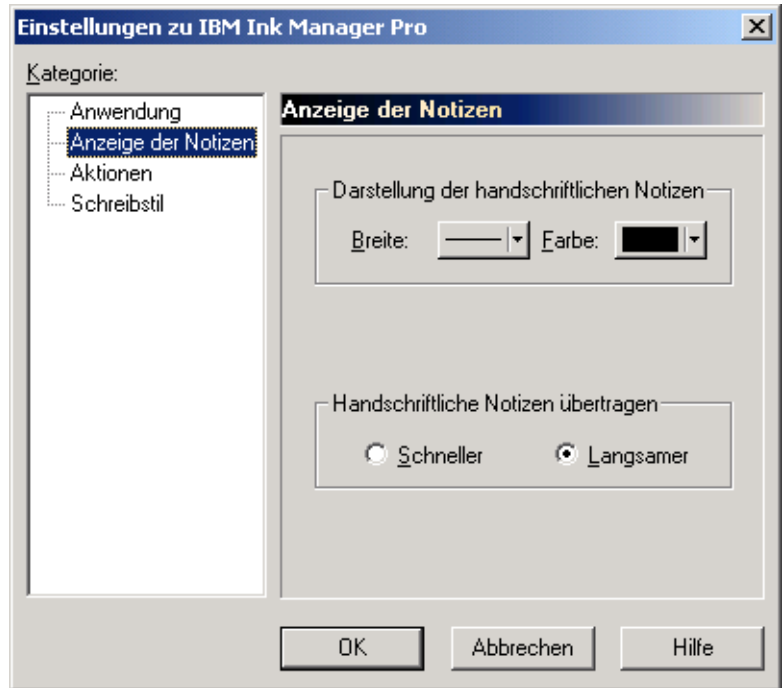 Einstellungen zu IBM Ink Manager Pro
Kategorie:
Anwendung
Anzeige der Notizen
Aktionen
Schreibstil
Anzeige der Notizen
Darstellung der handschriftlichen Notizen
Breite: Farbe:
Handschriftliche Notizen übertragen
Schneller Langsamer
OK Abbrechen Hilfe